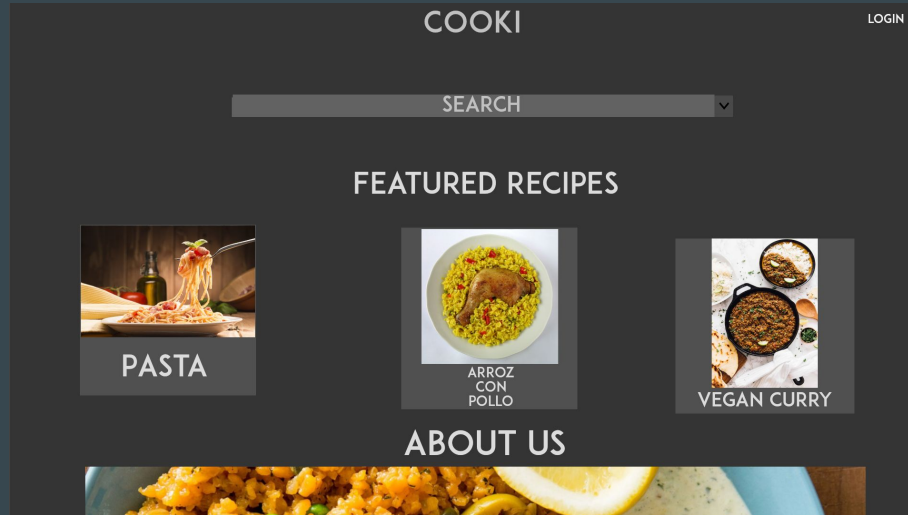 COOKI
LOGIN
SEARCH
FEATURED RECIPES
PASTA
ARROZ
CON
POLLO
VEGAN CURRY
ABOUT US